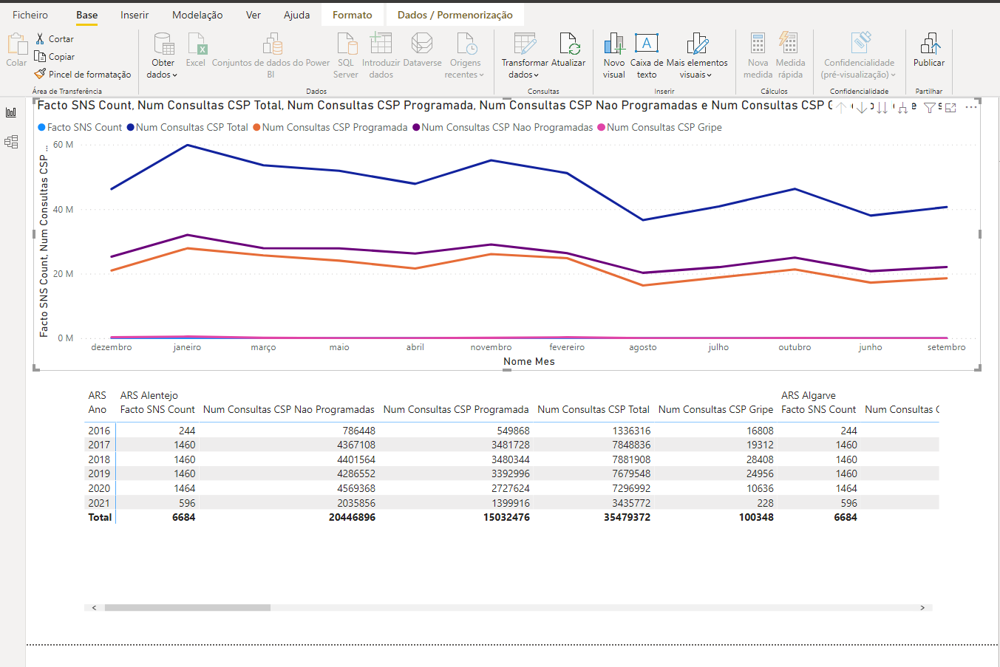 Ficheiro Base Inserir Modelação Ver Ajuda Formato Dados / Pormenorização
Colar
Cortar
Copiar
Pincel de formatação
Área de Transferência
Obter dados
Excel
Conjuntos de dados do Power BI
SQL Server
Introduzir dados
Dataverse
Origens recentes
Dados
Transformar dados
Atualizar
Consultas
Novo visual
Caixa de texto
Mais elementos visuais
Inserir
Nova medida
Medida rápida
Cálculos
Confidencialidade (pré-visualização)
Confidencialidade
Publicar
Partilhar
Facto SNS Count, Num Consultas CSP Total, Num Consultas CSP Programada, Num Consultas CSP Nao Programadas e Num Consultas CSP
Facto SNS Count Num Consultas CSP Total Num Consultas CSP Programada Num Consultas CSP Nao Programadas Num Consultas CSP Gripe
Facto SNS Count, Num Consultas CSP ...
60 M
40 M
20 M
0 M
dezembro janeiro março maio abril novembro fevereiro agosto julho outubro junho setembro
Nome Mes
ARS ARS Alentejo ARS Algarve
Ano Facto SNS Count Num Consultas CSP Nao Programadas Num Consultas CSP Programada Num Consultas CSP Total Num Consultas CSP Gripe Facto SNS Count Num Consultas
2016 244 786448 549868 1336316 16808 244
2017 1460 4367108 3481728 7848836 19312 1460
2018 1460 4401564 3480344 7881908 28408 1460
2019 1460 4286552 3392996 7679548 24956 1460
2020 1464 4569368 2727624 7296992 10636 1464
2021 596 2035856 1399916 3435772 228 596
Total 6684 20446896 15032476 35479372 100348 6684